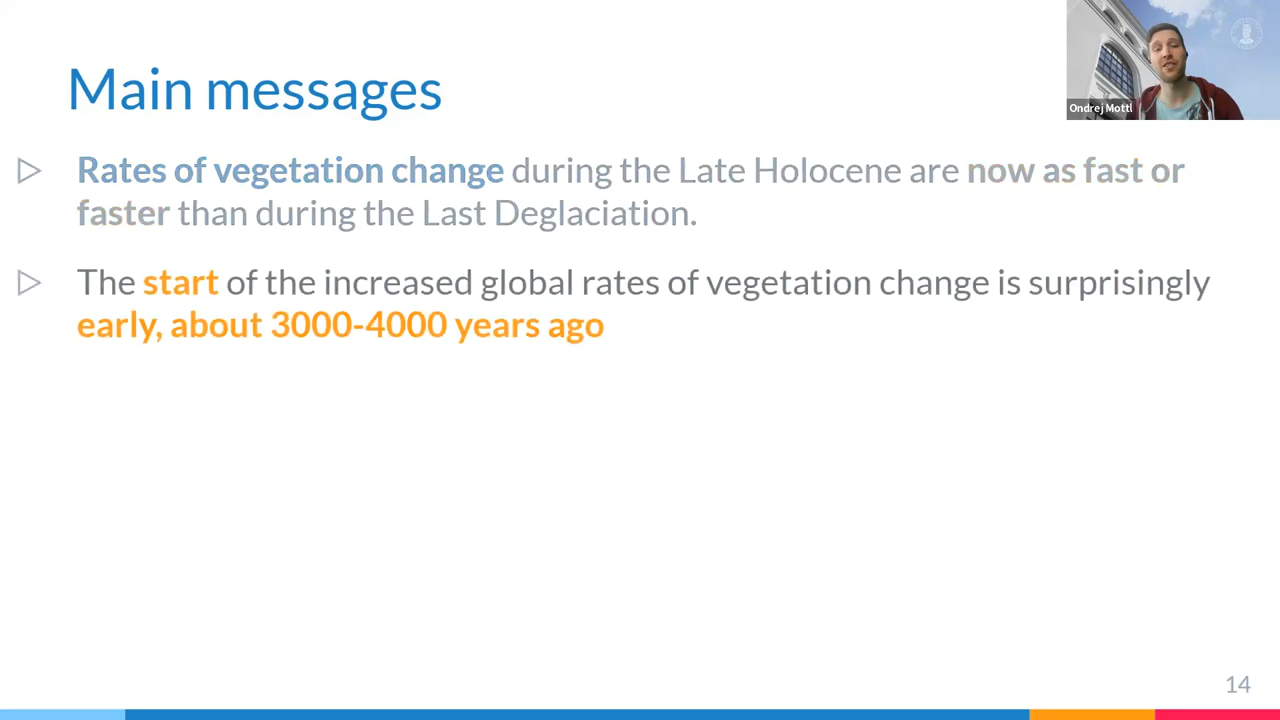 Main messages
Ondrej Mottl
Rates of vegetation change during the Late Holocene are now as fast or
faster than during the Last Deglaciation.
The start of the increased global rates of vegetation change is surprisingly
early, about 3000-4000 years ago
14